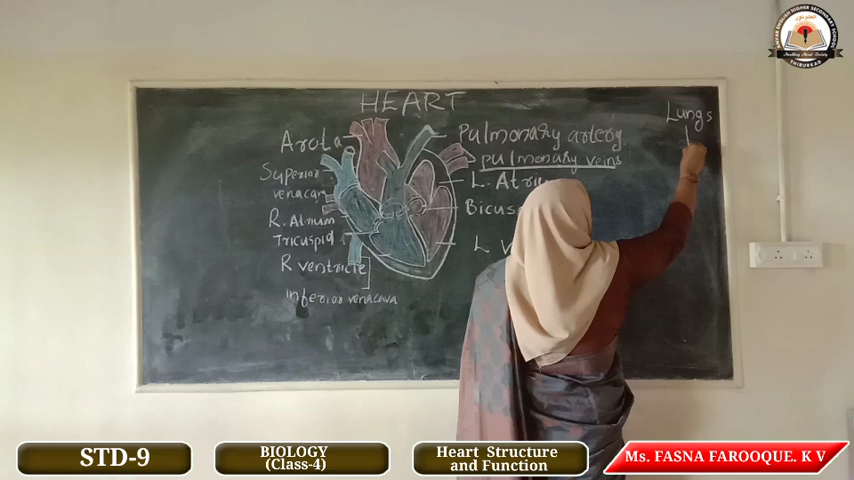 HEART
Arota
Superior
venacava
R. Atrium
Tricuspid
R ventricle
inferior venacava
Pulmonary artery
pulmonary veins
L. Atrium
Bicus
L V
Lungs
STD-9
BIOLOGY
(Class-4)
Heart Structure
and Function
Ms. FASNA FAROOQUE. K V